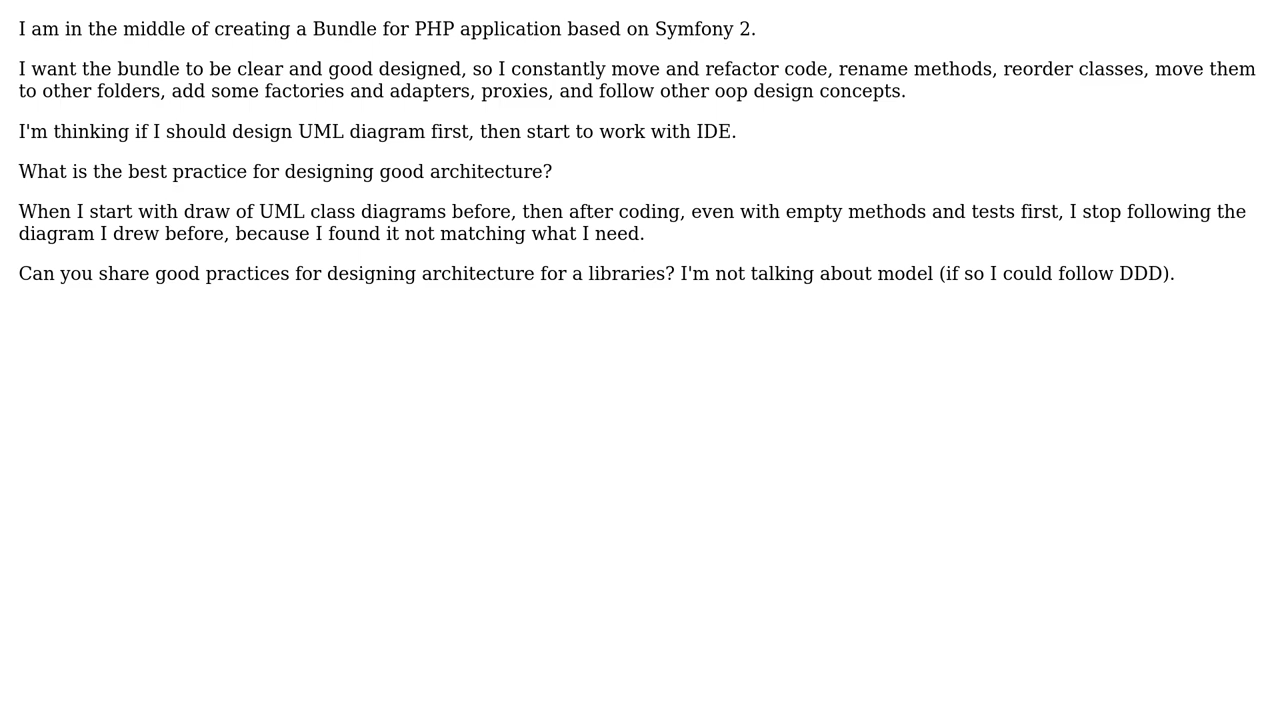 I am in the middle of creating a Bundle for PHP application based on Symfony 2.
I want the bundle to be clear and good designed, so I constantly move and refactor code, rename methods, reorder classes, move them
to other folders, add some factories and adapters, proxies, and follow other oop design concepts.
I'm thinking if I should design UML diagram first, then start to work with IDE.
What is the best practice for designing good architecture?
When I start with draw of UML class diagrams before, then after coding, even with empty methods and tests first, I stop following the
diagram I drew before, because I found it not matching what I need.
Can you share good practices for designing architecture for a libraries? I'm not talking about model (if so I could follow DDD).